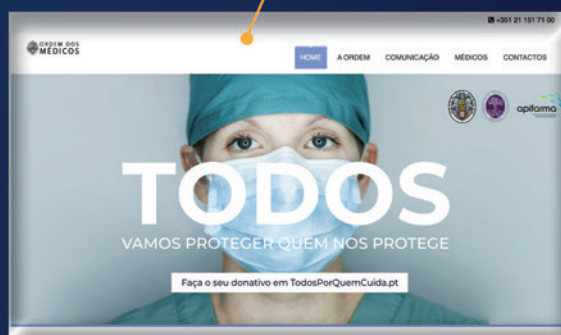 +351 21 151 71 00
ORDEM DOS
MÉDICOS
HOME A ORDEM COMUNICAÇÃO MÉDICOS CONTACTOS
apifarma
TODOS
VAMOS PROTEGER QUEM NOS PROTEGE
Faça o seu donativo em TodosPorQuemCuida.pt